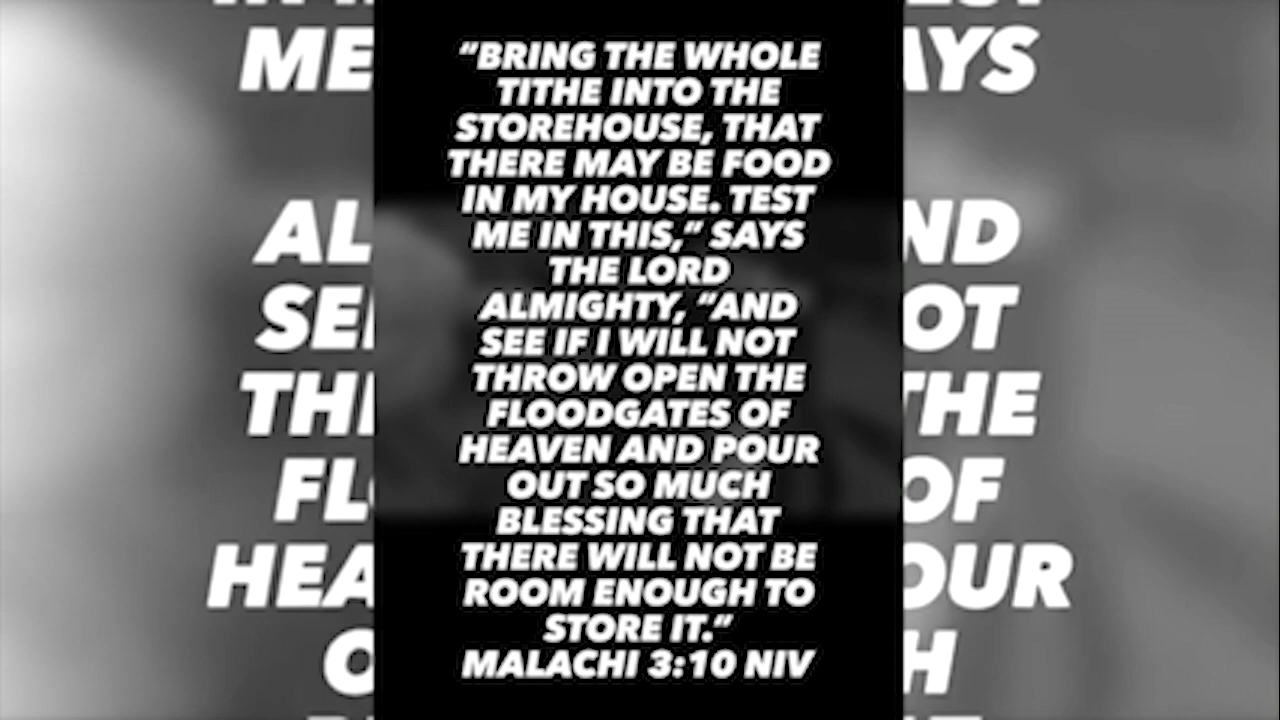 “BRING THE WHOLE
TITHE INTO THE
STOREHOUSE, THAT
THERE MAY BE FOOD
IN MY HOUSE. TEST
ME IN THIS,” SAYS
THE LORD
ALMIGHTY, “AND
SEE IF I WILL NOT
THROW OPEN THE
FLOODGATES OF
HEAVEN AND POUR
OUT SO MUCH
BLESSING THAT
THERE WILL NOT BE
ROOM ENOUGH TO
STORE IT.”
MALACHI 3:10 NIV